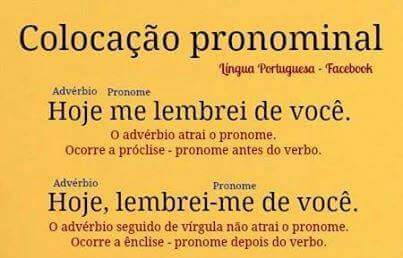 Colocação pronominal
Língua Portuguesa - Facebook
Advérbio Pronome
Hoje me lembrei de você.
O advérbio atrai o pronome.
Ocorre a próclise - pronome antes do verbo.
Advérbio Pronome
Hoje, lembrei-me de você.
O advérbio seguido de vírgula não atrai o pronome.
Ocorre a ênclise - pronome depois do verbo.